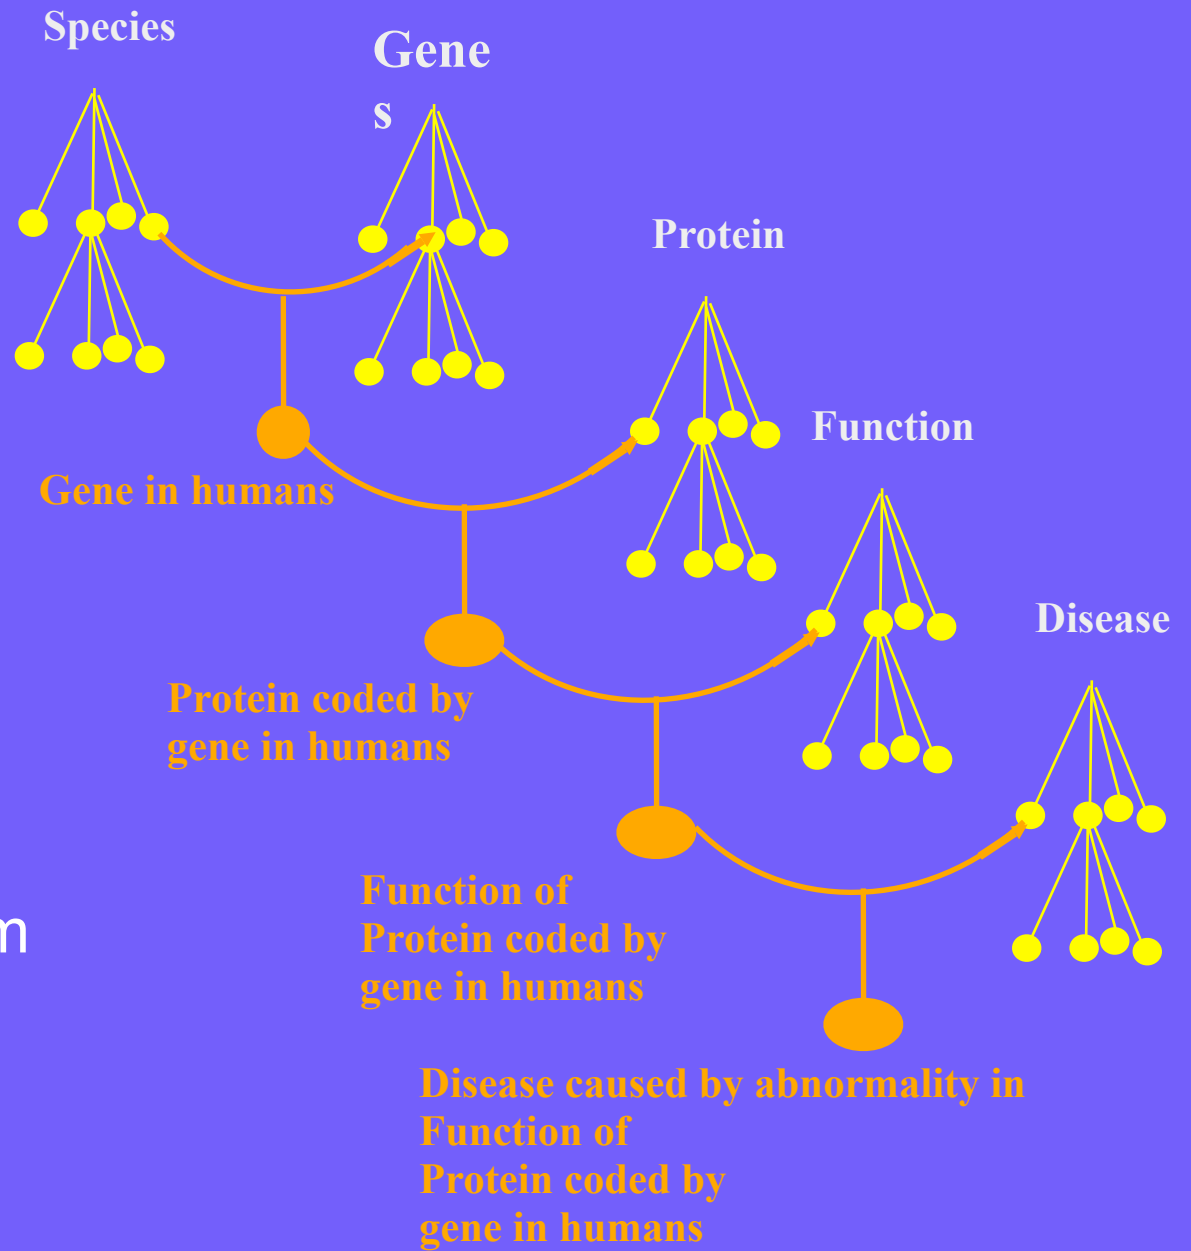 Species
Gene
s
Protein
Function
Gene in humans
Disease
Protein coded by
gene in humans
Function of
Protein coded by
gene in humans
m
Disease caused by abnormality in
Function of
Protein coded by
gene in humans